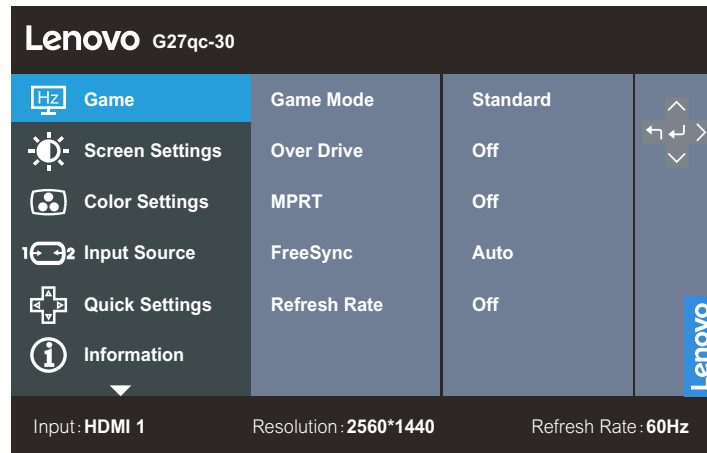 Lenovo G27qc-30
Hz Game Game Mode Standard
Screen Settings Over Drive Off
Color Settings MPRT Off
1 2 Input Source FreeSync Auto
Quick Settings Refresh Rate Off
i Information
Lenovo
Input: HDMI 1 Resolution: 2560*1440 Refresh Rate: 60Hz